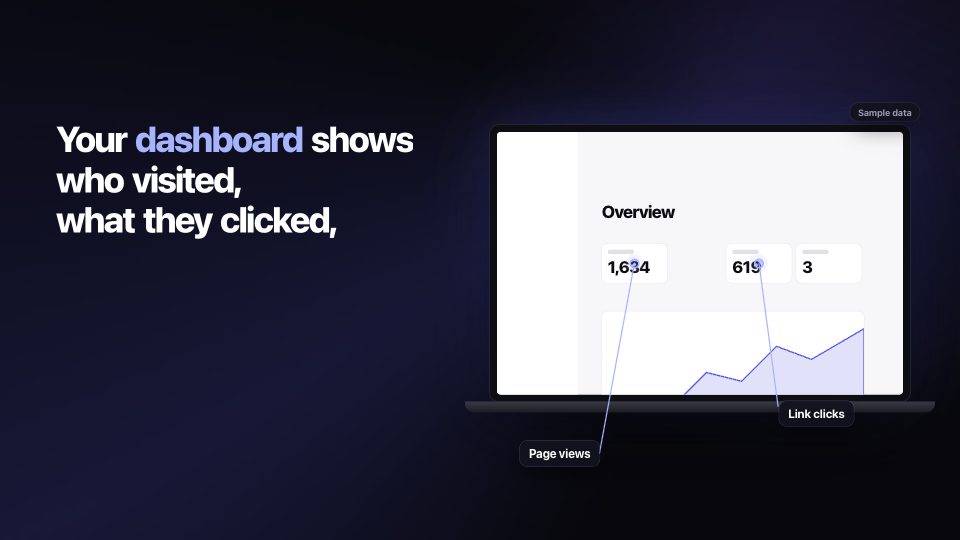 Your dashboard shows
who visited,
what they clicked,
Sample data
Overview
1,634
619
3
Link clicks
Page views